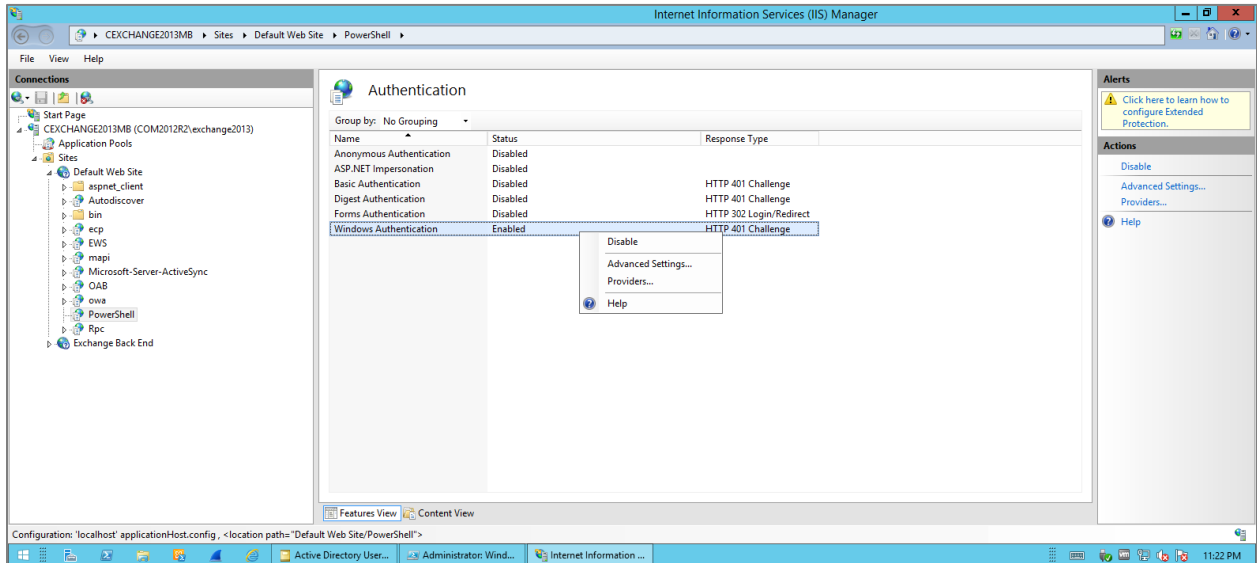 Internet Information Services (IIS) Manager
CEXCHANGE2013MB Sites Default Web Site PowerShell
File View Help
Connections
Start Page
CEXCHANGE2013MB (COM2012R2\exchange2013)
Application Pools
Sites
Default Web Site
aspnet_client
Autodiscover
bin
ecp
EWS
mapi
Microsoft-Server-ActiveSync
OAB
owa
PowerShell
Rpc
Exchange Back End
Authentication
Group by: No Grouping
Name Status Response Type
Anonymous Authentication Disabled
ASP.NET Impersonation Disabled
Basic Authentication Disabled HTTP 401 Challenge
Digest Authentication Disabled HTTP 401 Challenge
Forms Authentication Disabled HTTP 302 Login/Redirect
Windows Authentication Enabled HTTP 401 Challenge
Disable
Advanced Settings...
Providers...
Help
Features View Content View
Alerts
Click here to learn how to
configure Extended
Protection.
Actions
Disable
Advanced Settings...
Providers...
Help
Configuration: 'localhost' applicationHost.config , <location path="Default Web Site/PowerShell">
Active Directory User... Administrator: Wind... Internet Information ... 11:22 PM